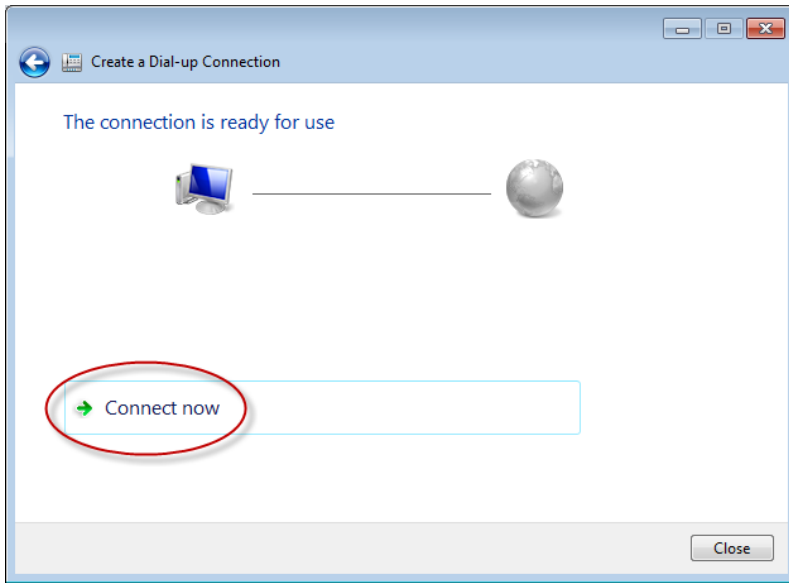 Create a Dial-up Connection
The connection is ready for use
Connect now
Close